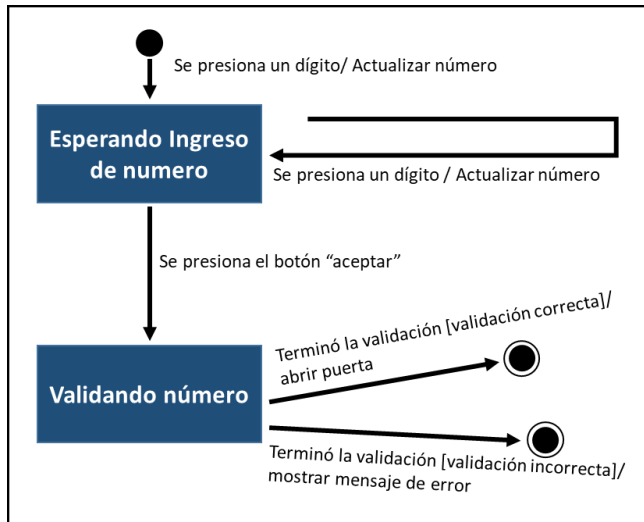 Se presiona un dígito/ Actualizar número
Esperando Ingreso
de numero
Se presiona un dígito / Actualizar número
Se presiona el botón “aceptar”
Terminó la validación [validación correcta]/
abrir puerta
Validando número
Terminó la validación [validación incorrecta]/
mostrar mensaje de error